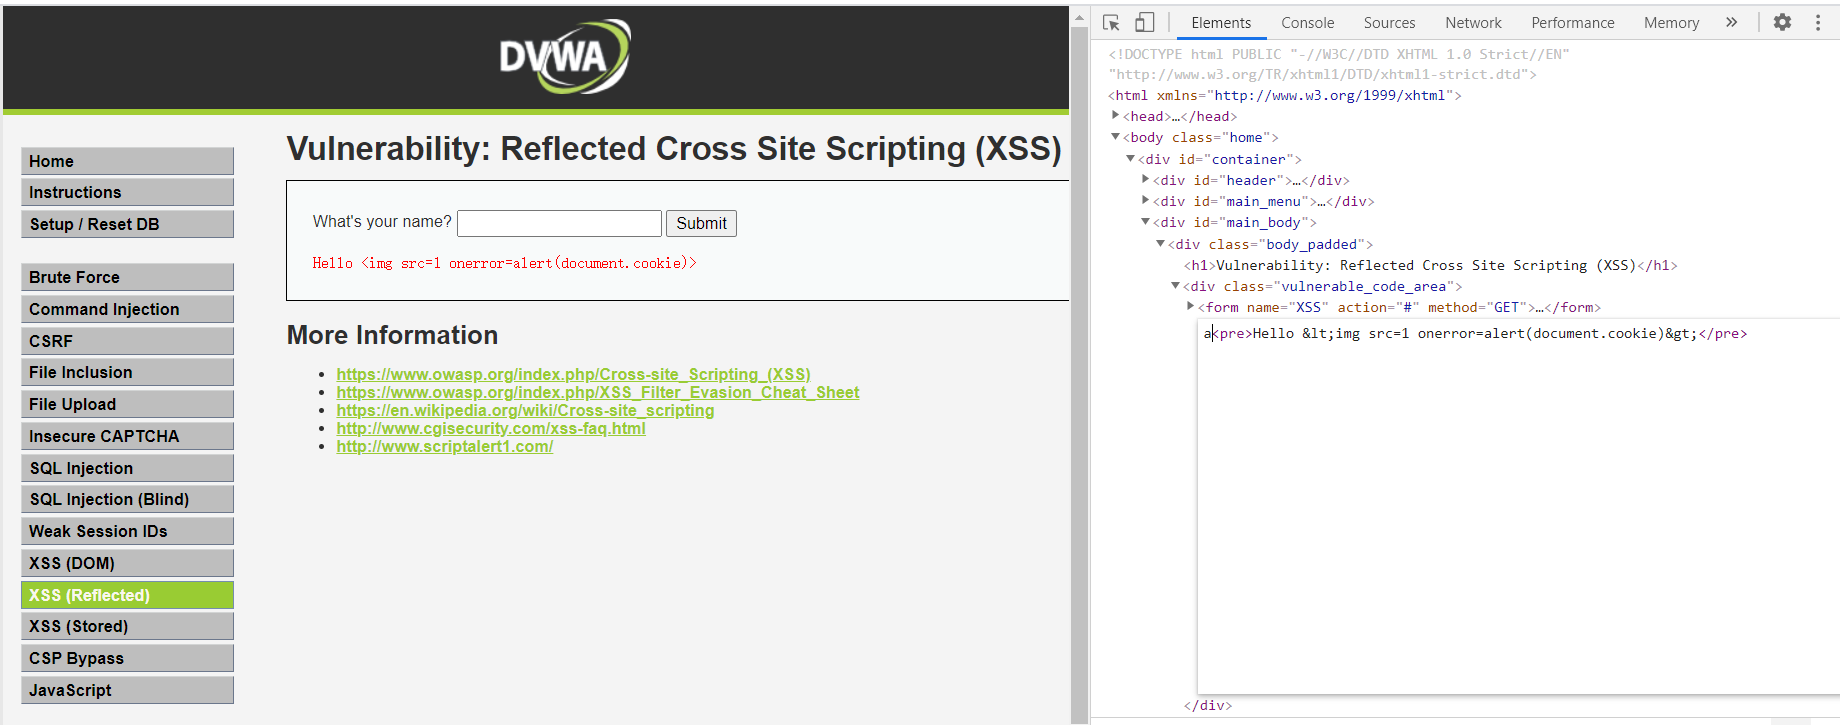 DVWA
Home
Instructions
Setup / Reset DB
Brute Force
Command Injection
CSRF
File Inclusion
File Upload
Insecure CAPTCHA
SQL Injection
SQL Injection (Blind)
Weak Session IDs
XSS (DOM)
XSS (Reflected)
XSS (Stored)
CSP Bypass
JavaScript
Vulnerability: Reflected Cross Site Scripting (XSS)
What's your name? Submit
Hello <img src=1 onerror=alert(document.cookie)>
More Information
https://www.owasp.org/index.php/Cross-site_Scripting_(XSS)
https://www.owasp.org/index.php/XSS_Filter_Evasion_Cheat_Sheet
https://en.wikipedia.org/wiki/Cross-site_scripting
http://www.cgisecurity.com/xss-faq.html
http://www.scriptalert1.com/
Elements Console Sources Network Performance Memory »
<!DOCTYPE html PUBLIC "-//W3C//DTD XHTML 1.0 Strict//EN"
"http://www.w3.org/TR/xhtml1/DTD/xhtml1-strict.dtd">
<html xmlns="http://www.w3.org/1999/xhtml">
<head>…</head>
<body class="home">
<div id="container">
<div id="header">…</div>
<div id="main_menu">…</div>
<div id="main_body">
<div class="body_padded">
<h1>Vulnerability: Reflected Cross Site Scripting (XSS)</h1>
<div class="vulnerable_code_area">
<form name="XSS" action="#" method="GET">…</form>
a<pre>Hello &lt;img src=1 onerror=alert(document.cookie)&gt;</pre>
</div>